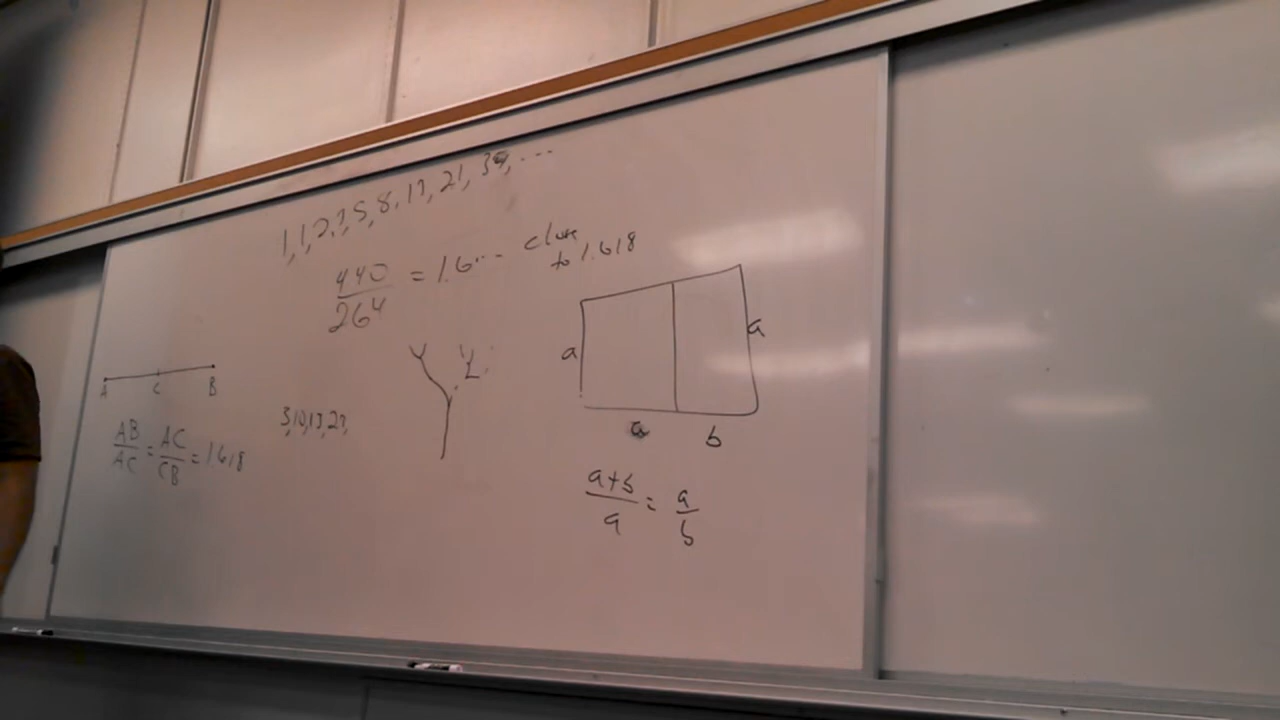 1, 1, 2, 3, 5, 8, 13, 21, 34, ...
440/264 = 1.6... close
to 1.618
A C B
AB/AC = AC/CB = 1.618
3, 10, 13, 23,
a a
a b
a+b/a = a/b